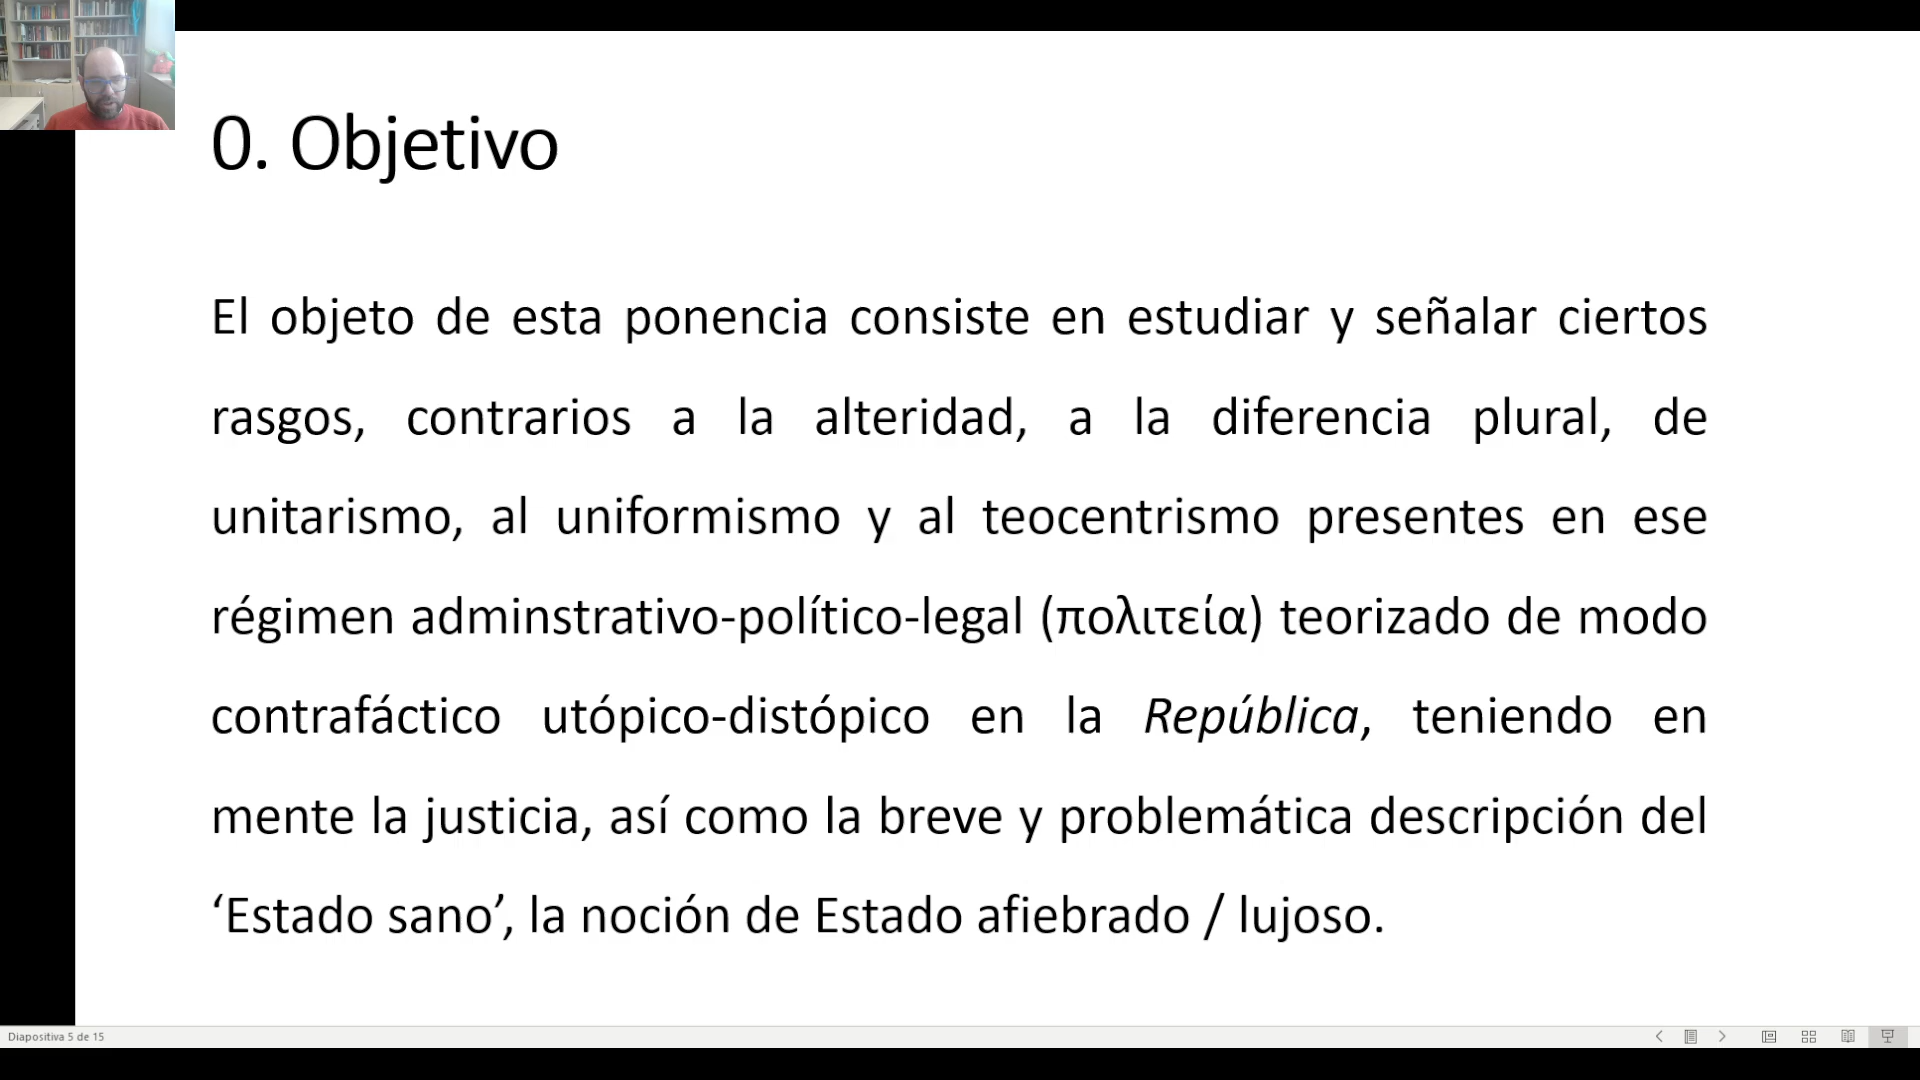 0. Objetivo
El objeto de esta ponencia consiste en estudiar y señalar ciertos
rasgos, contrarios a la alteridad, a la diferencia plural, de
unitarismo, al uniformismo y al teocentrismo presentes en ese
régimen adminstrativo-político-legal (πολιτεία) teorizado de modo
contrafáctico utópico-distópico en la República, teniendo en
mente la justicia, así como la breve y problemática descripción del
‘Estado sano’, la noción de Estado afiebrado / lujoso.
Diapositiva 5 de 15